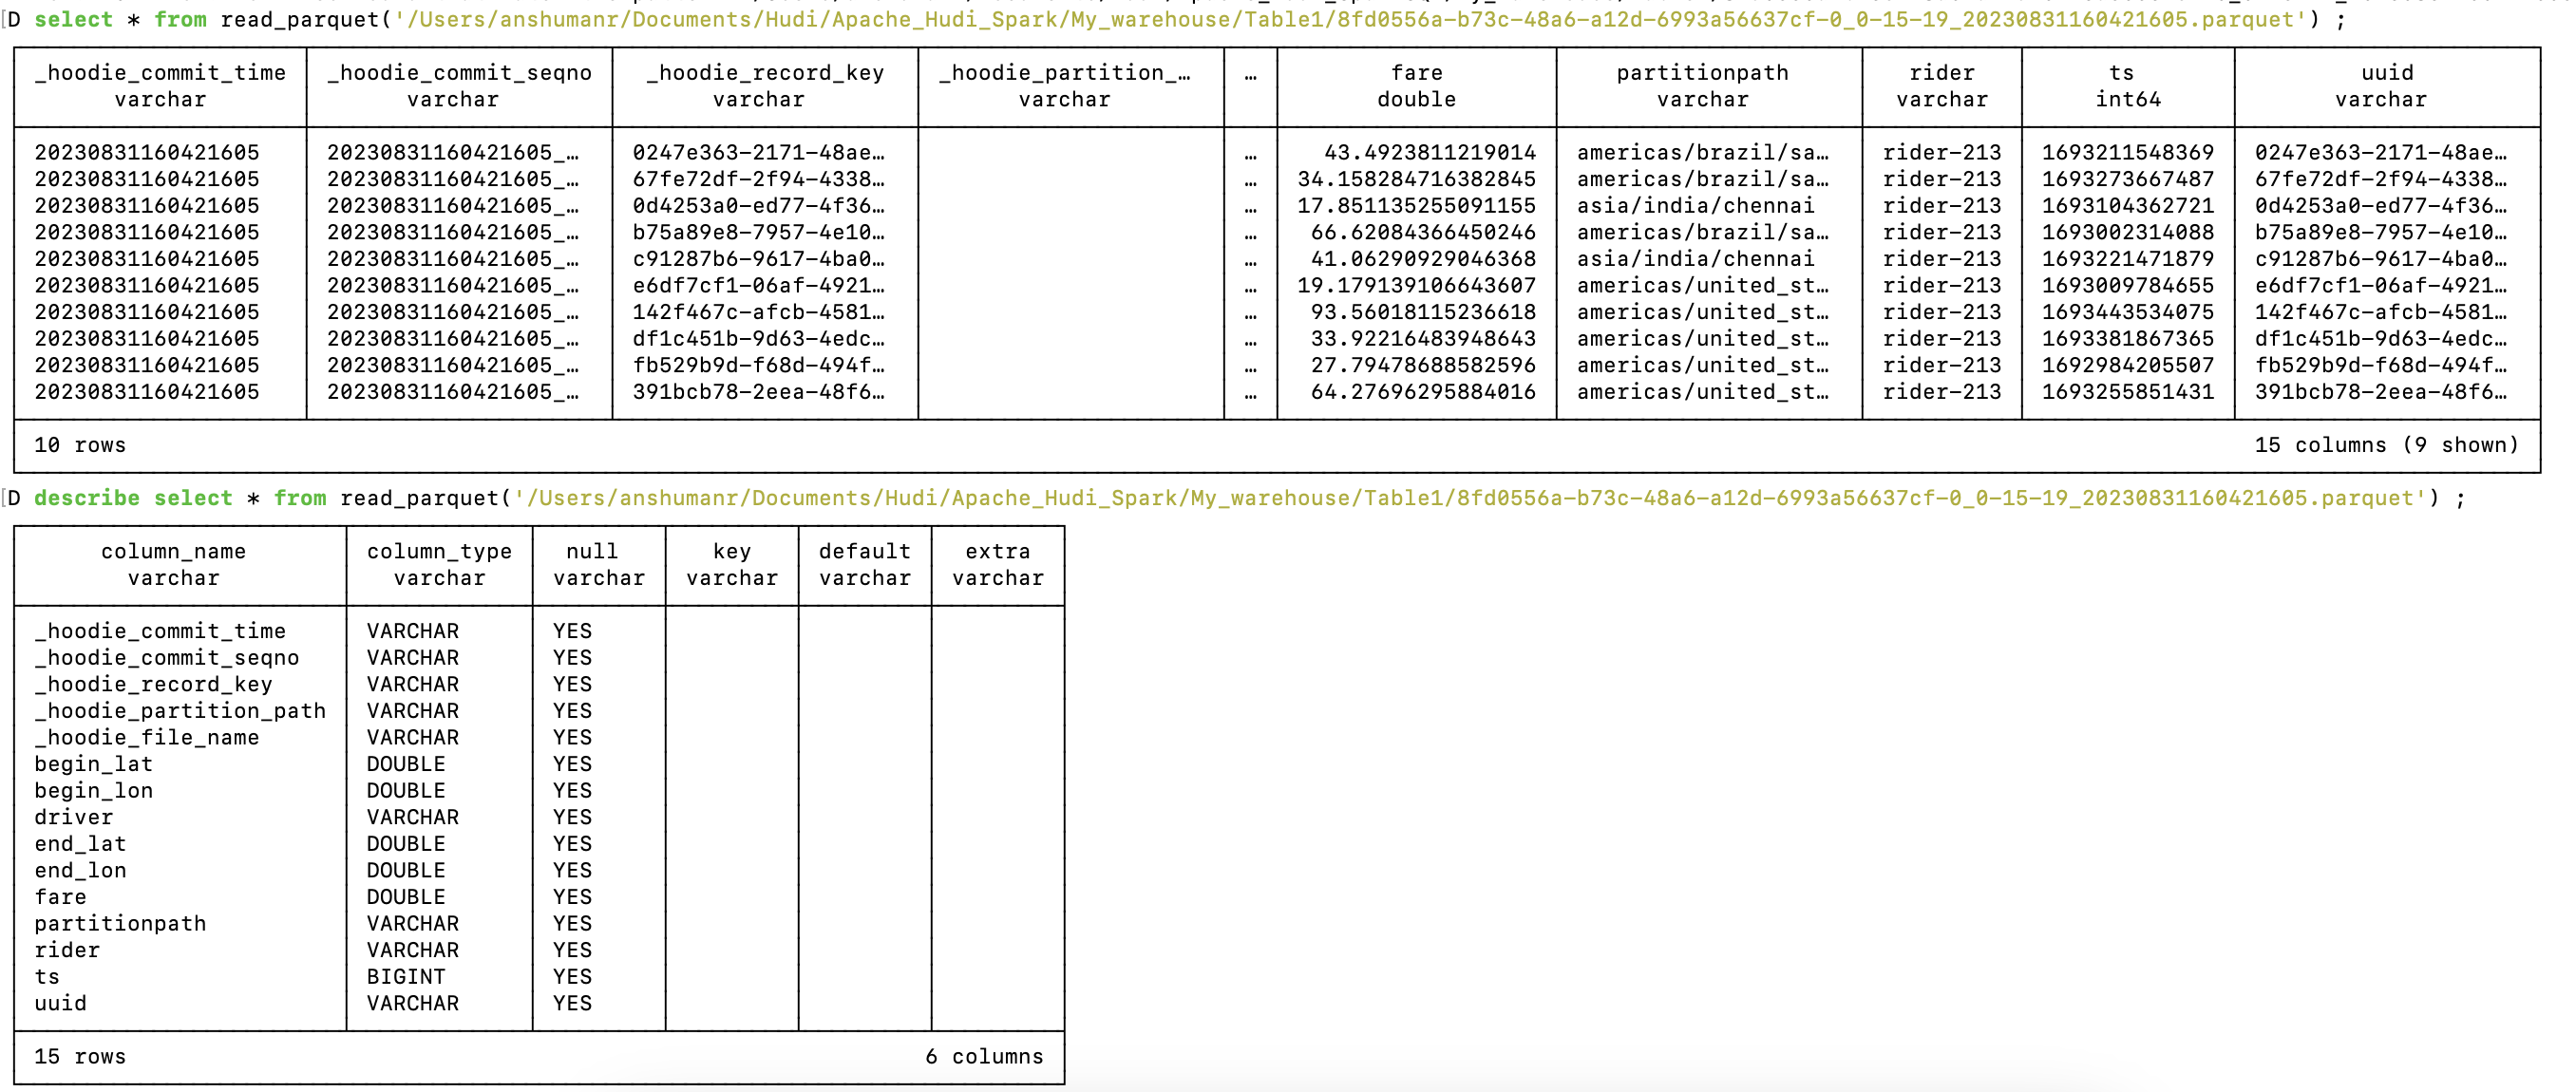 D select * from read_parquet('/Users/anshumanr/Documents/Hudi/Apache_Hudi_Spark/My_warehouse/Table1/8fd0556a-b73c-48a6-a12d-6993a56637cf-0_0-15-19_20230831160421605.parquet') ;
_hoodie_commit_time _hoodie_commit_seqno _hoodie_record_key _hoodie_partition_… … fare partitionpath rider ts uuid
varchar varchar varchar varchar double varchar varchar int64 varchar
20230831160421605 20230831160421605_… 0247e363-2171-48ae… … 43.4923811219014 americas/brazil/sa… rider-213 1693211548369 0247e363-2171-48ae…
20230831160421605 20230831160421605_… 67fe72df-2f94-4338… … 34.158284716382845 americas/brazil/sa… rider-213 1693273667487 67fe72df-2f94-4338…
20230831160421605 20230831160421605_… 0d4253a0-ed77-4f36… … 17.851135255091155 asia/india/chennai rider-213 1693104362721 0d4253a0-ed77-4f36…
20230831160421605 20230831160421605_… b75a89e8-7957-4e10… … 66.62084366450246 americas/brazil/sa… rider-213 1693002314088 b75a89e8-7957-4e10…
20230831160421605 20230831160421605_… c91287b6-9617-4ba0… … 41.06290929046368 asia/india/chennai rider-213 1693221471879 c91287b6-9617-4ba0…
20230831160421605 20230831160421605_… e6df7cf1-06af-4921… … 19.179139106643607 americas/united_st… rider-213 1693009784655 e6df7cf1-06af-4921…
20230831160421605 20230831160421605_… 142f467c-afcb-4581… … 93.56018115236618 americas/united_st… rider-213 1693443534075 142f467c-afcb-4581…
20230831160421605 20230831160421605_… df1c451b-9d63-4edc… … 33.92216483948643 americas/united_st… rider-213 1693381867365 df1c451b-9d63-4edc…
20230831160421605 20230831160421605_… fb529b9d-f68d-494f… … 27.79478688582596 americas/united_st… rider-213 1692984205507 fb529b9d-f68d-494f…
20230831160421605 20230831160421605_… 391bcb78-2eea-48f6… … 64.27696295884016 americas/united_st… rider-213 1693255851431 391bcb78-2eea-48f6…
10 rows 15 columns (9 shown)
D describe select * from read_parquet('/Users/anshumanr/Documents/Hudi/Apache_Hudi_Spark/My_warehouse/Table1/8fd0556a-b73c-48a6-a12d-6993a56637cf-0_0-15-19_20230831160421605.parquet') ;
column_name column_type null key default extra
varchar varchar varchar varchar varchar varchar
_hoodie_commit_time VARCHAR YES
_hoodie_commit_seqno VARCHAR YES
_hoodie_record_key VARCHAR YES
_hoodie_partition_path VARCHAR YES
_hoodie_file_name VARCHAR YES
begin_lat DOUBLE YES
begin_lon DOUBLE YES
driver VARCHAR YES
end_lat DOUBLE YES
end_lon DOUBLE YES
fare DOUBLE YES
partitionpath VARCHAR YES
rider VARCHAR YES
ts BIGINT YES
uuid VARCHAR YES
15 rows 6 columns